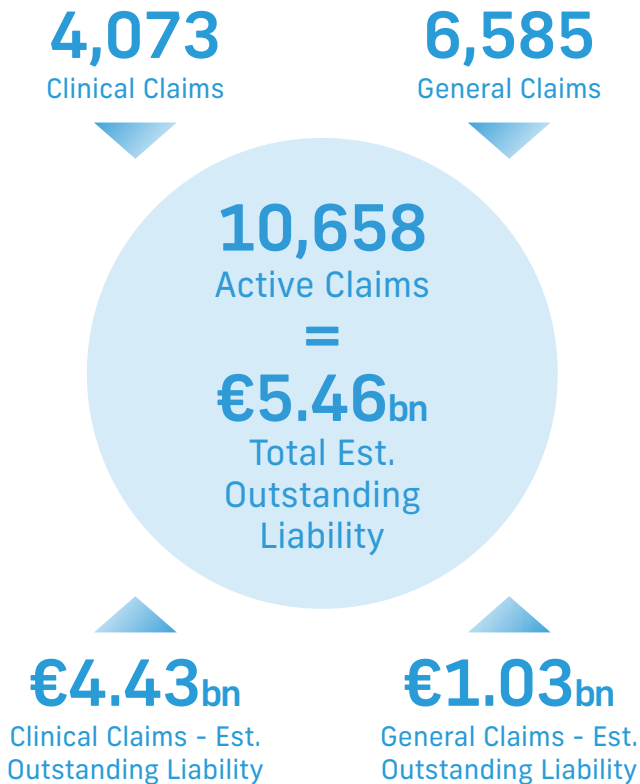 4,073
Clinical Claims
6,585
General Claims
10,658
Active Claims
=
€5.46bn
Total Est.
Outstanding
Liability
€4.43bn
Clinical Claims - Est.
Outstanding Liability
€1.03bn
General Claims - Est.
Outstanding Liability